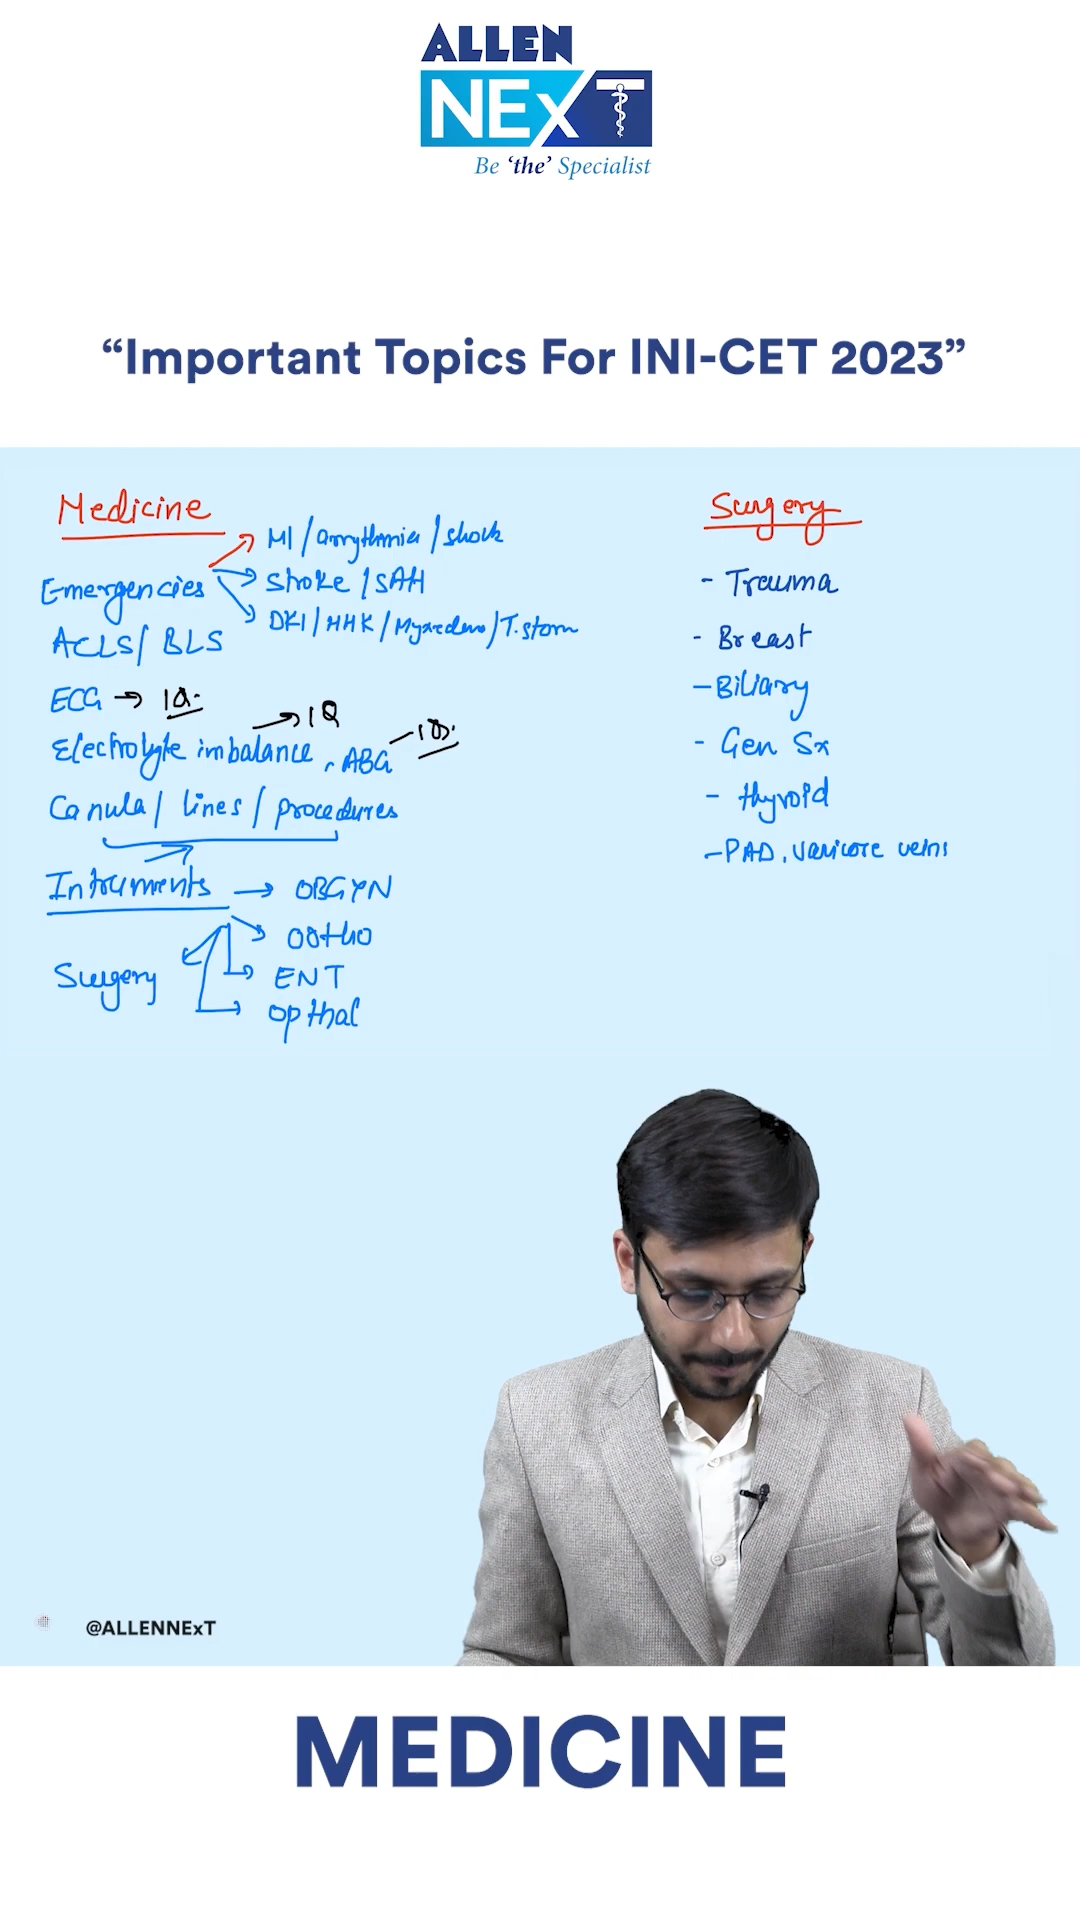 ALLEN
NExT
Be 'the' Specialist
“Important Topics For INI-CET 2023”
Medicine
Emergencies
MI / arrythmia / shock
stroke / SAH
DKI / HHK / Myxedema / T. storm
ACLS / BLS
ECG → 1Q.
Electrolyte imbalance → 1Q , ABG – 1Q.
Canula / lines / procedures
Intruments → OBGYN
Ortho
ENT
opthal
Surgery
Surgery
- Trauma
- Breast
- Biliary
- Gen Sx
- thyroid
- PAD, Varicose veins
@ALLENNExT
MEDICINE